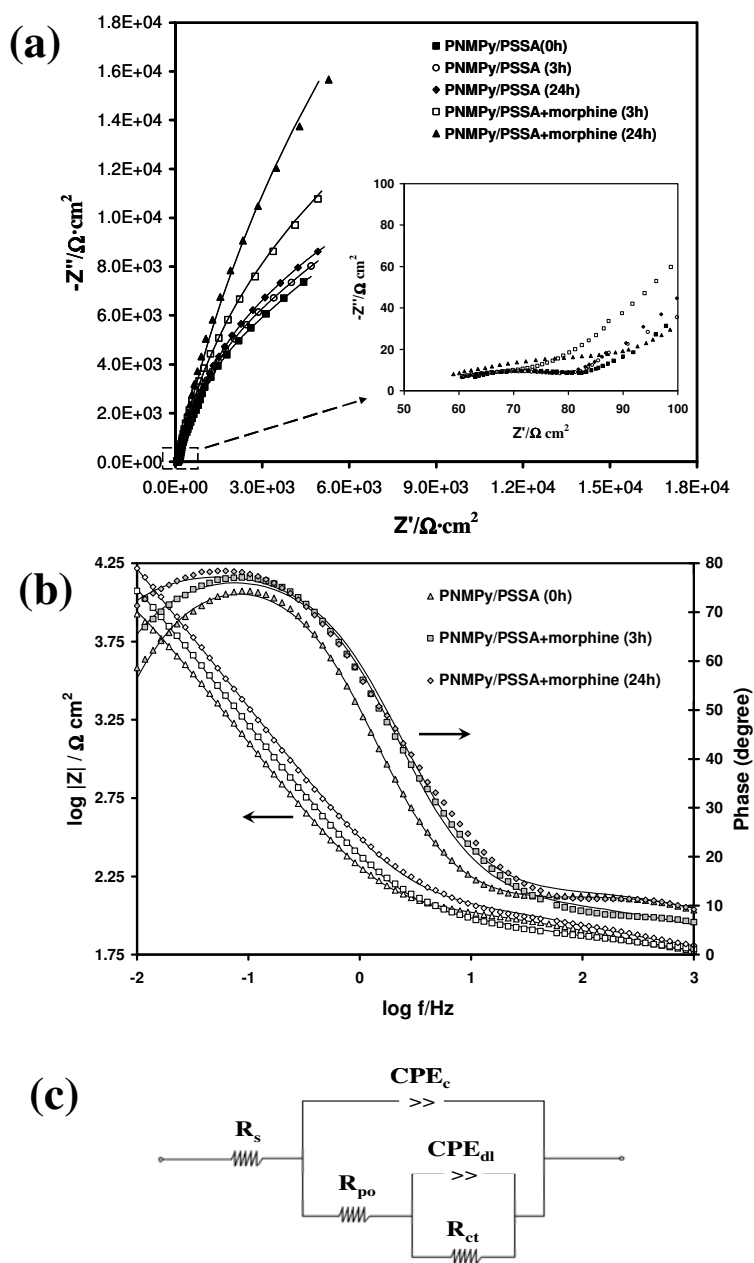 (a)
1.8E+04
1.6E+04
1.4E+04
1.2E+04
1.0E+04
8.0E+03
6.0E+03
4.0E+03
2.0E+03
0.0E+00
-Z''/Ω·cm²
PNMPy/PSSA(0h)
PNMPy/PSSA (3h)
PNMPy/PSSA (24h)
PNMPy/PSSA+morphine (3h)
PNMPy/PSSA+morphine (24h)
100
80
60
40
20
0
-Z''/Ω cm²
50 60 70 80 90 100
Z'/Ω cm²
0.0E+00 3.0E+03 6.0E+03 9.0E+03 1.2E+04 1.5E+04 1.8E+04
Z'/Ω·cm²
(b)
4.25
3.75
3.25
2.75
2.25
1.75
log |Z| / Ω cm²
PNMPy/PSSA (0h)
PNMPy/PSSA+morphine (3h)
PNMPy/PSSA+morphine (24h)
80
70
60
50
40
30
20
10
0
Phase (degree)
-2 -1 0 1 2 3
log f/Hz
(c)
CPEc
>>
Rs
CPEdl
>>
Rpo
Rct